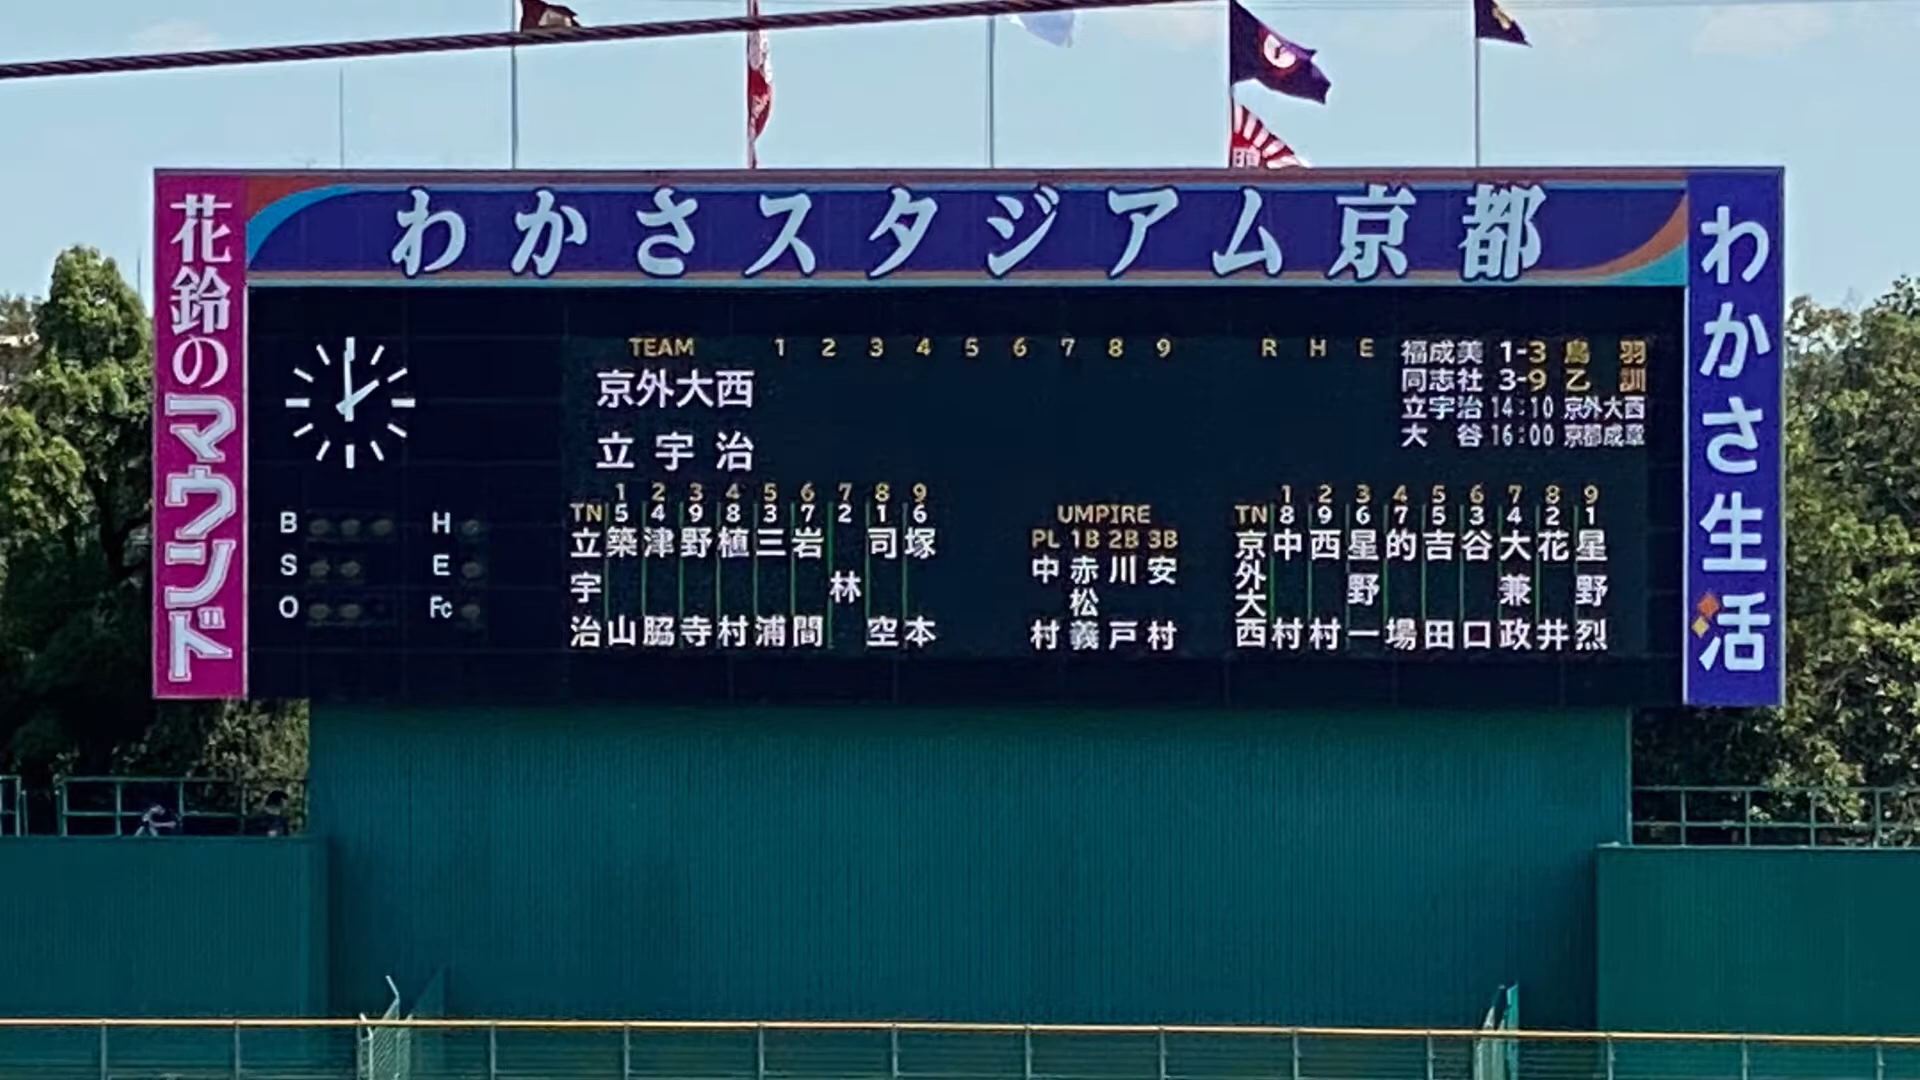 わかさスタジアム京都
花鈴のマウンド
わかさ生活
TEAM 1 2 3 4 5 6 7 8 9 R H E
京外大西
立宇治
福成美 1-3 鳥羽
同志社 3-9 乙訓
立宇治 14:10 京外大西
大谷 16:00 京都成章
B H
S E
O Fc
1 2 3 4 5 6 7 8 9
TN 5 4 9 8 3 7 2 1 6
立宇治
築山
津脇
野寺
植村
三浦
岩間
林
司空
塚本
UMPIRE
PL 1B 2B 3B
中村
赤松義
川戸
安村
1 2 3 4 5 6 7 8 9
TN 8 9 6 7 5 3 4 2 1
京外大西
中村
西村
星野一
的場
吉田
谷口
大兼政
花井
星野烈